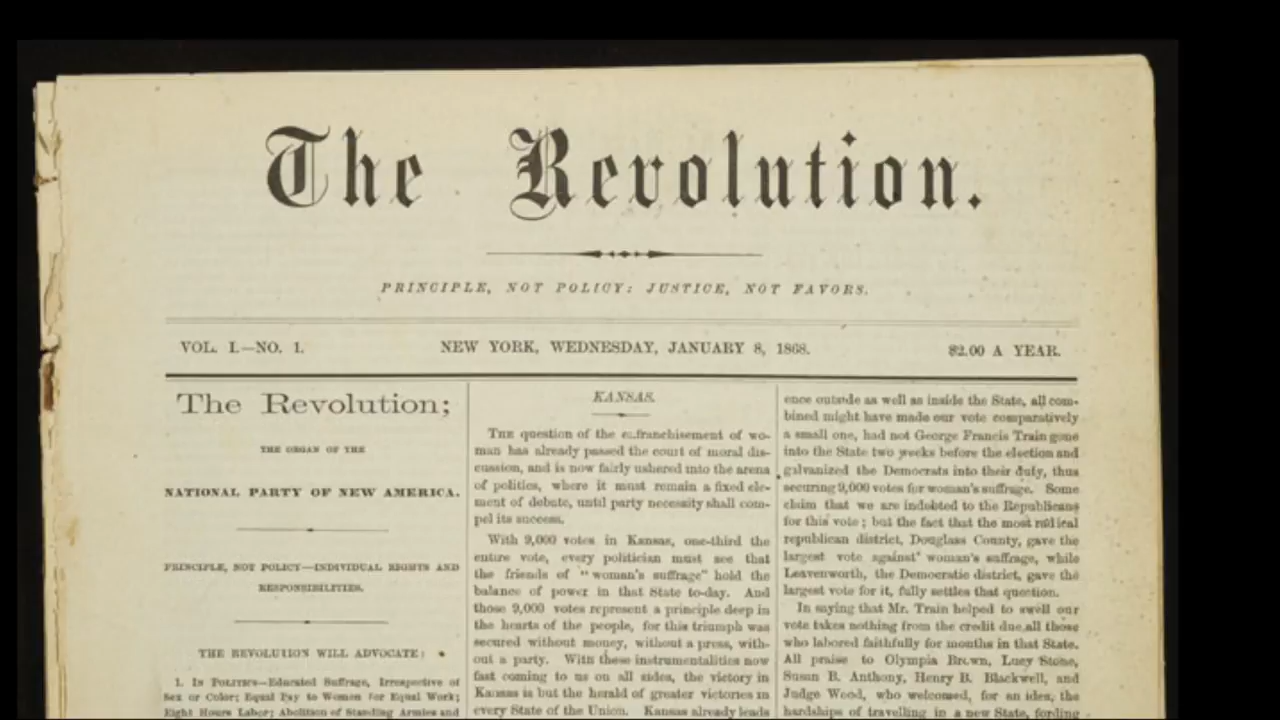 The Revolution.
PRINCIPLE, NOT POLICY: JUSTICE, NOT FAVORS.
VOL. I.—NO. 1.
NEW YORK, WEDNESDAY, JANUARY 8, 1868.
$2.00 A YEAR.
The Revolution;
THE ORGAN OF THE
NATIONAL PARTY OF NEW AMERICA.
PRINCIPLE, NOT POLICY—INDIVIDUAL RIGHTS AND
RESPONSIBILITIES.
THE REVOLUTION WILL ADVOCATE:
1. IN POLITICS—Educated Suffrage, Irrespective of
Sex or Color; Equal Pay to Women for Equal Work;
Eight Hours Labor; Abolition of Standing Armies and
KANSAS.
THE question of the enfranchisement of wo-
man has already passed the court of moral dis-
cussion, and is now fairly ushered into the arena
of politics, where it must remain a fixed ele-
ment of debate, until party necessity shall com-
pel its success.
With 9,000 votes in Kansas, one-third the
entire vote, every politician must see that
the friends of "woman's suffrage" hold the
balance of power in that State to-day. And
those 9,000 votes represent a principle deep in
the hearts of the people, for this triumph was
secured without money, without a press, with-
out a party. With these instrumentalities now
fast coming to us on all sides, the victory in
Kansas is but the herald of greater victories in
every State of the Union. Kansas already leads
ence outside as well as inside the State, all com-
bined might have made our vote comparatively
a small one, had not George Francis Train gone
into the State two weeks before the election and
galvanized the Democrats into their duty, thus
securing 9,000 votes for woman's suffrage. Some
claim that we are indebted to the Republicans
for this vote; but the fact that the most radical
republican district, Douglass County, gave the
largest vote against woman's suffrage, while
Leavenworth, the Democratic district, gave the
largest vote for it, fully settles that question.
In saying that Mr. Train helped to swell our
vote takes nothing from the credit due all those
who labored faithfully for months in that State.
All praise to Olympia Brown, Lucy Stone,
Susan B. Anthony, Henry B. Blackwell, and
Judge Wood, who welcomed, for an idea, the
hardships of travelling in a new State, fording